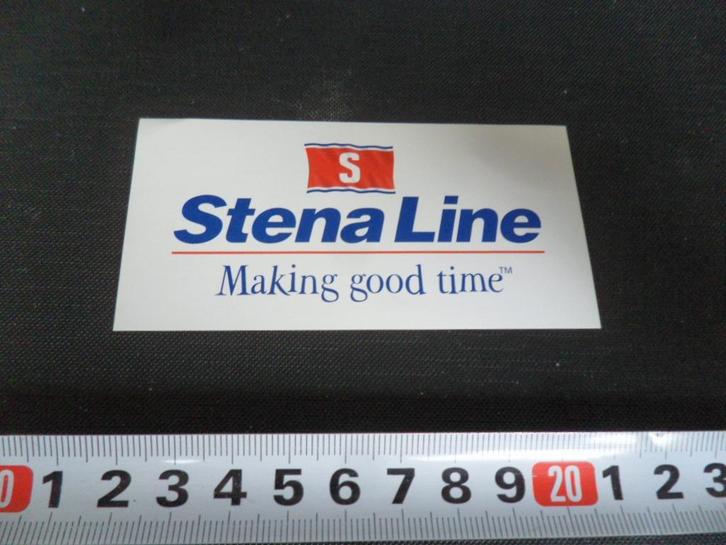 S
Stena Line
Making good time™
0 1 2 3 4 5 6 7 8 9 20 1 2 3